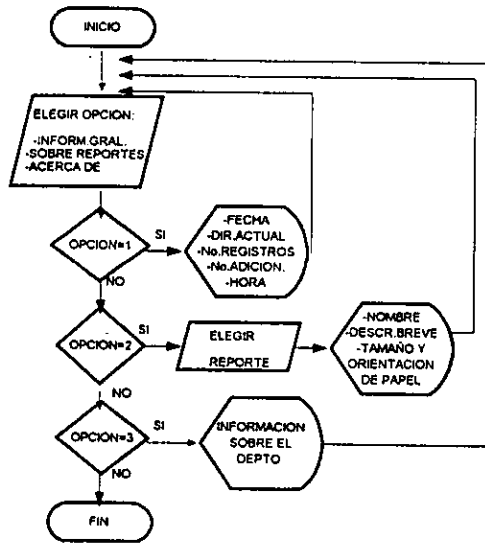 INICIO
ELEGIR OPCION:
-INFORM.GRAL.
-SOBRE REPORTES
-ACERCA DE
OPCION=1
SI
-FECHA
-DIR.ACTUAL
-No.REGISTROS
-No.ADICION.
-HORA
NO
OPCION=2
SI
ELEGIR
REPORTE
-NOMBRE
-DESCR.BREVE
-TAMAÑO Y
ORIENTACION
DE PAPEL
NO
OPCION=3
SI
INFORMACION
SOBRE EL
DEPTO
NO
FIN